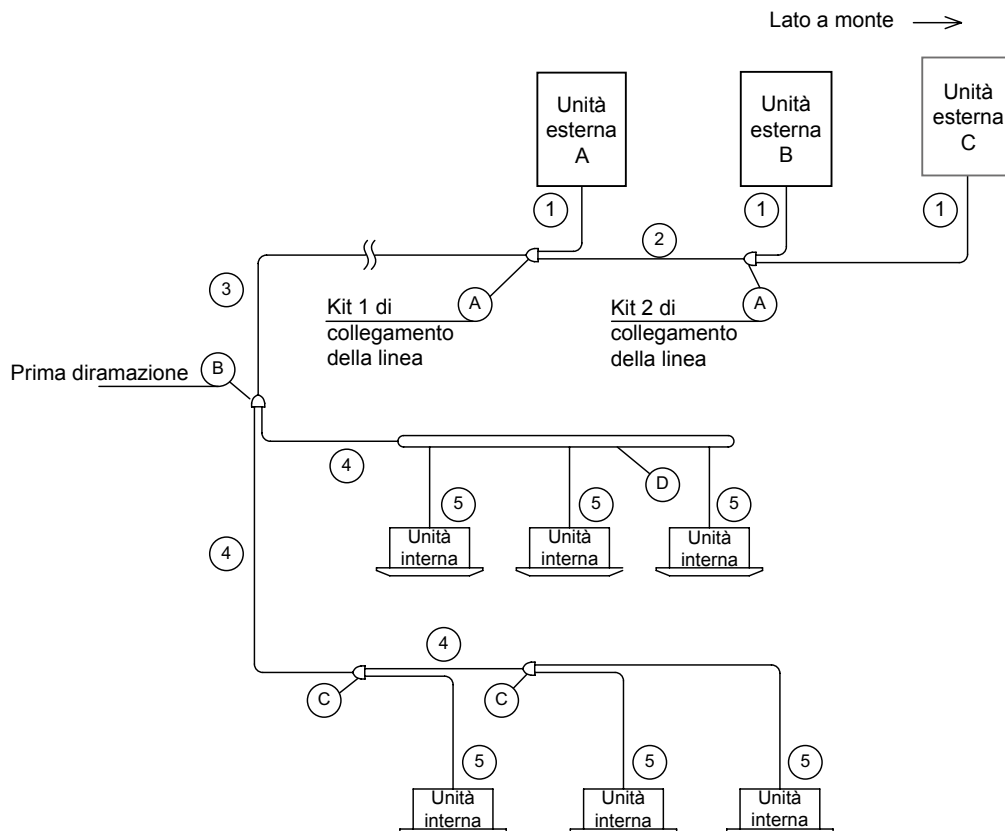 Lato a monte
Unità
esterna
A
Unità
esterna
B
Unità
esterna
C
1
1
1
2
3
A
Kit 1 di
collegamento
della linea
A
Kit 2 di
collegamento
della linea
Prima diramazione
B
4
D
5
5
5
Unità
interna
Unità
interna
Unità
interna
4
4
C
C
5
5
5
Unità
interna
Unità
interna
Unità
interna